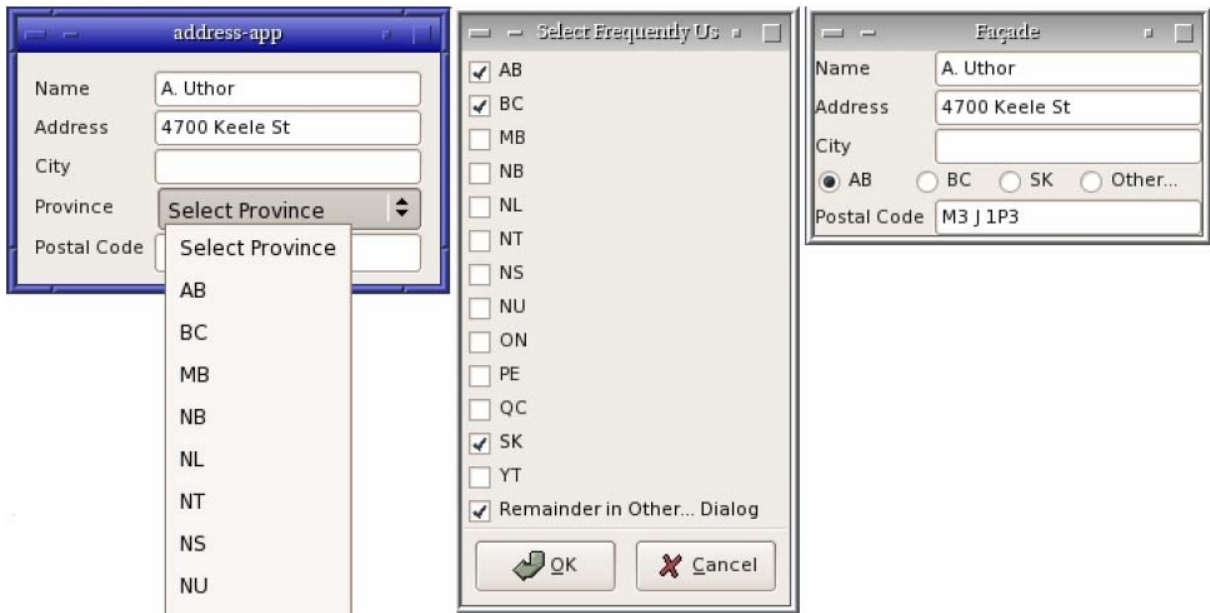 address-app
Name A. Uthor
Address 4700 Keele St
City
Province Select Province
Postal Code
Select Province
AB
BC
MB
NB
NL
NT
NS
NU
Select Frequently Us
AB
BC
MB
NB
NL
NT
NS
NU
ON
PE
QC
SK
YT
Remainder in Other... Dialog
OK Cancel
Façade
Name A. Uthor
Address 4700 Keele St
City
AB BC SK Other...
Postal Code M3J 1P3